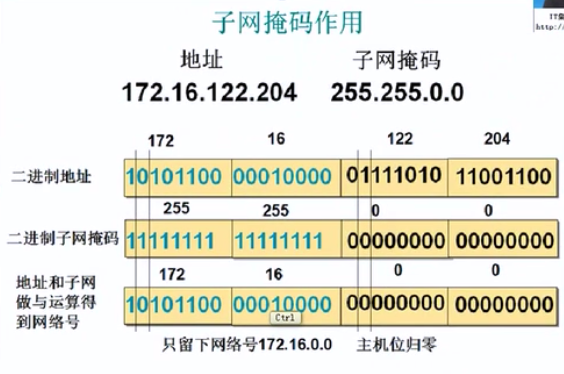 子网掩码作用
地址 子网掩码
172.16.122.204 255.255.0.0
172 16 122 204
二进制地址 10101100 00010000 01111010 11001100
255 255 0 0
二进制子网掩码 11111111 11111111 00000000 00000000
172 16 0 0
地址和子网
做与运算得
到网络号
10101100 00010000 00000000 00000000
Ctrl
只留下网络号172.16.0.0 主机位归零
http:/